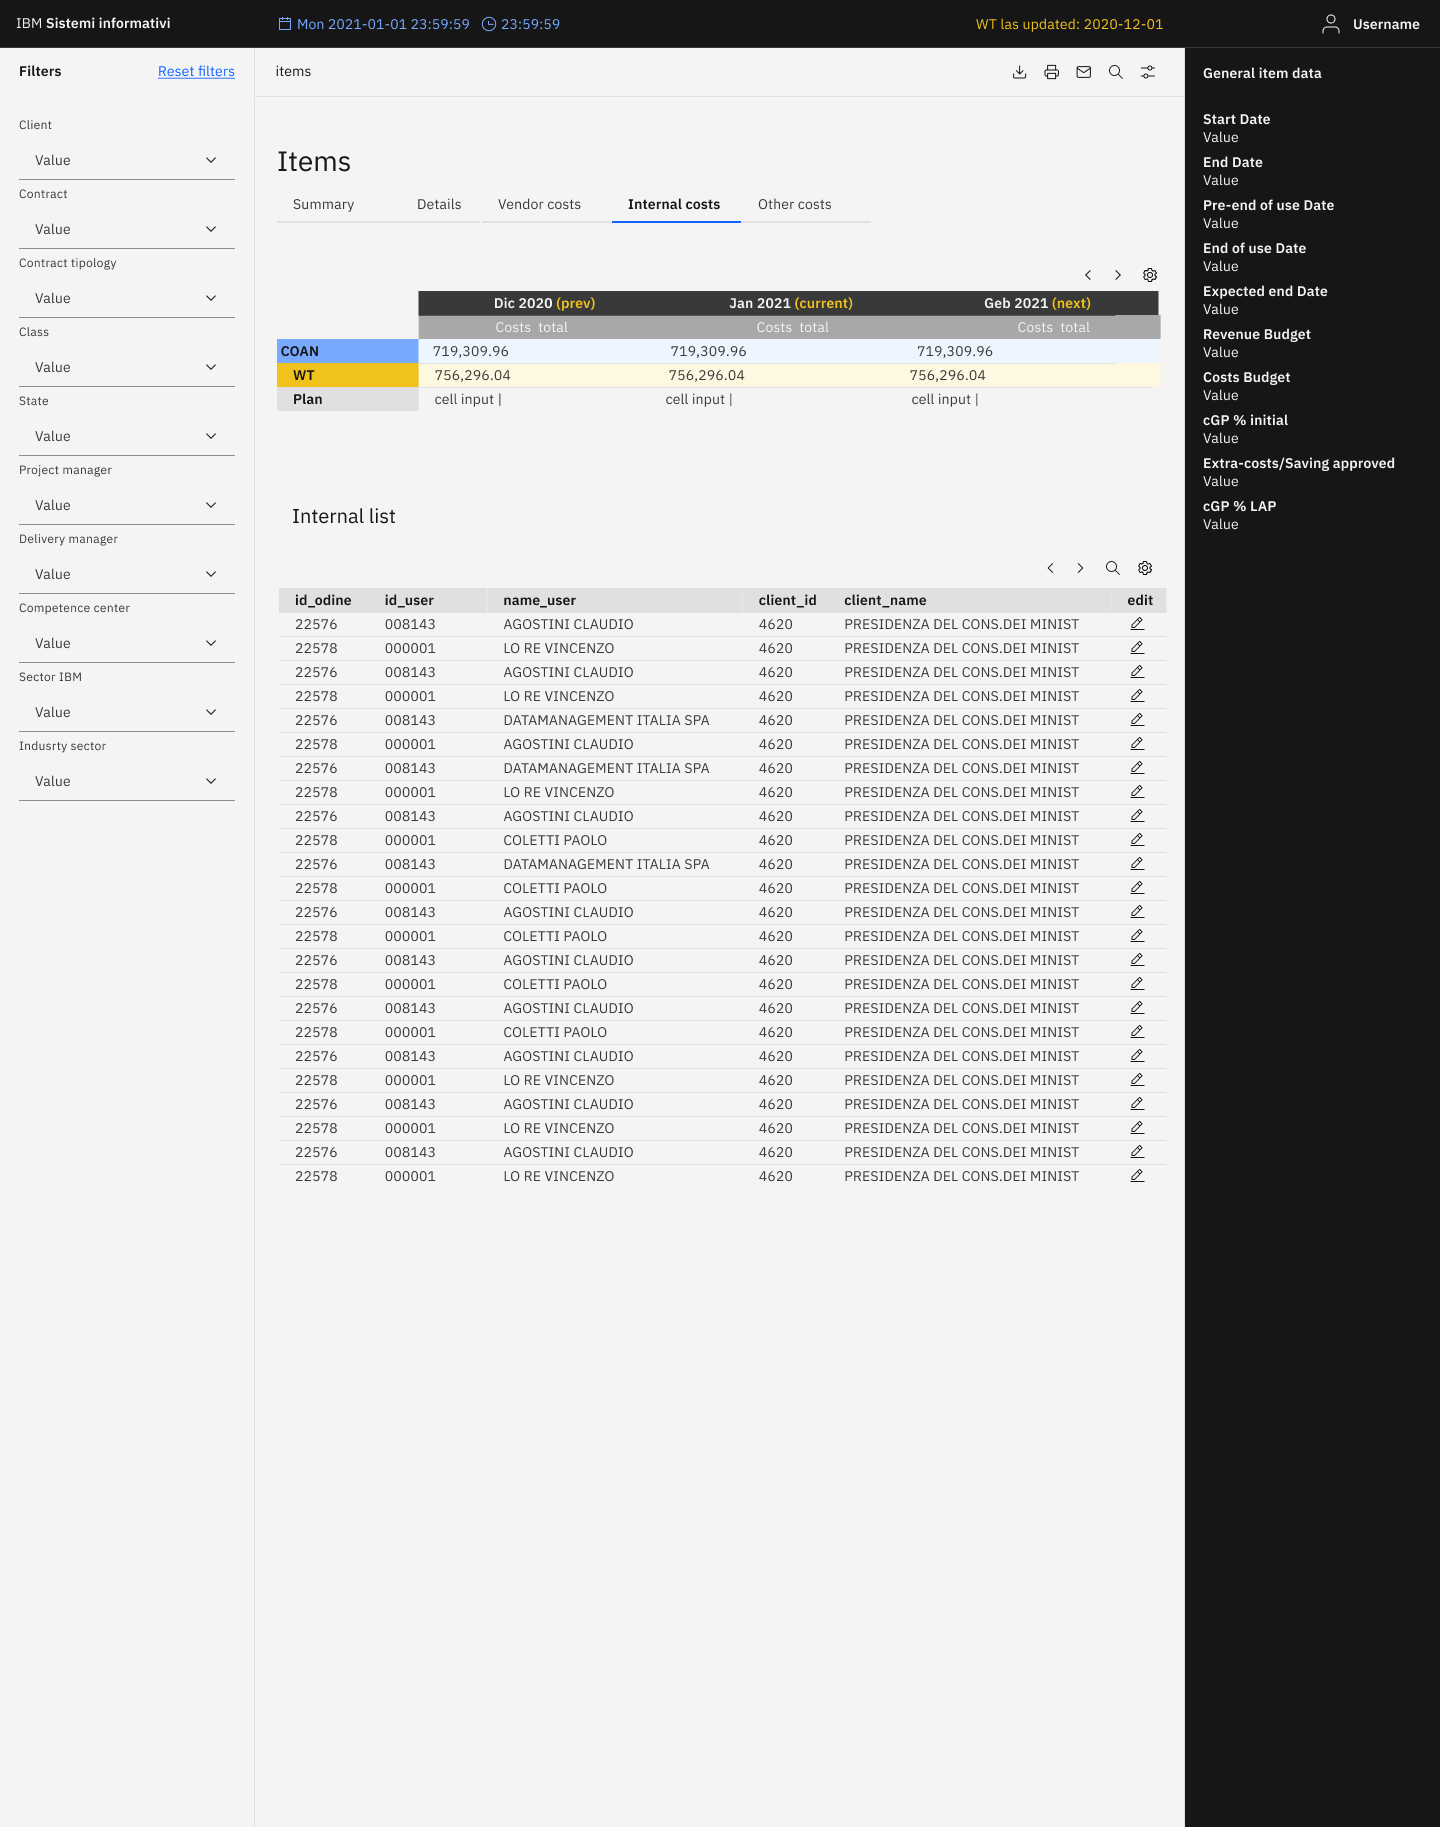 IBM Sistemi informativi
Mon 2021-01-01 23:59:59 23:59:59
WT las updated: 2020-12-01
Username
Filters Reset filters
Client
Value
Contract
Value
Contract tipology
Value
Class
Value
State
Value
Project manager
Value
Delivery manager
Value
Competence center
Value
Sector IBM
Value
Indusrty sector
Value
items
Items
Summary Details Vendor costs Internal costs Other costs
Dic 2020 (prev) Jan 2021 (current) Geb 2021 (next)
Costs total Costs total Costs total
COAN 719,309.96 719,309.96 719,309.96
WT 756,296.04 756,296.04 756,296.04
Plan cell input | cell input | cell input |
Internal list
id_odine id_user name_user client_id client_name edit
22576 008143 AGOSTINI CLAUDIO 4620 PRESIDENZA DEL CONS.DEI MINIST
22578 000001 LO RE VINCENZO 4620 PRESIDENZA DEL CONS.DEI MINIST
22576 008143 AGOSTINI CLAUDIO 4620 PRESIDENZA DEL CONS.DEI MINIST
22578 000001 LO RE VINCENZO 4620 PRESIDENZA DEL CONS.DEI MINIST
22576 008143 DATAMANAGEMENT ITALIA SPA 4620 PRESIDENZA DEL CONS.DEI MINIST
22578 000001 AGOSTINI CLAUDIO 4620 PRESIDENZA DEL CONS.DEI MINIST
22576 008143 DATAMANAGEMENT ITALIA SPA 4620 PRESIDENZA DEL CONS.DEI MINIST
22578 000001 LO RE VINCENZO 4620 PRESIDENZA DEL CONS.DEI MINIST
22576 008143 AGOSTINI CLAUDIO 4620 PRESIDENZA DEL CONS.DEI MINIST
22578 000001 COLETTI PAOLO 4620 PRESIDENZA DEL CONS.DEI MINIST
22576 008143 DATAMANAGEMENT ITALIA SPA 4620 PRESIDENZA DEL CONS.DEI MINIST
22578 000001 COLETTI PAOLO 4620 PRESIDENZA DEL CONS.DEI MINIST
22576 008143 AGOSTINI CLAUDIO 4620 PRESIDENZA DEL CONS.DEI MINIST
22578 000001 COLETTI PAOLO 4620 PRESIDENZA DEL CONS.DEI MINIST
22576 008143 AGOSTINI CLAUDIO 4620 PRESIDENZA DEL CONS.DEI MINIST
22578 000001 COLETTI PAOLO 4620 PRESIDENZA DEL CONS.DEI MINIST
22576 008143 AGOSTINI CLAUDIO 4620 PRESIDENZA DEL CONS.DEI MINIST
22578 000001 COLETTI PAOLO 4620 PRESIDENZA DEL CONS.DEI MINIST
22576 008143 AGOSTINI CLAUDIO 4620 PRESIDENZA DEL CONS.DEI MINIST
22578 000001 LO RE VINCENZO 4620 PRESIDENZA DEL CONS.DEI MINIST
22576 008143 AGOSTINI CLAUDIO 4620 PRESIDENZA DEL CONS.DEI MINIST
22578 000001 LO RE VINCENZO 4620 PRESIDENZA DEL CONS.DEI MINIST
22576 008143 AGOSTINI CLAUDIO 4620 PRESIDENZA DEL CONS.DEI MINIST
22578 000001 LO RE VINCENZO 4620 PRESIDENZA DEL CONS.DEI MINIST
General item data
Start Date
Value
End Date
Value
Pre-end of use Date
Value
End of use Date
Value
Expected end Date
Value
Revenue Budget
Value
Costs Budget
Value
cGP % initial
Value
Extra-costs/Saving approved
Value
cGP % LAP
Value